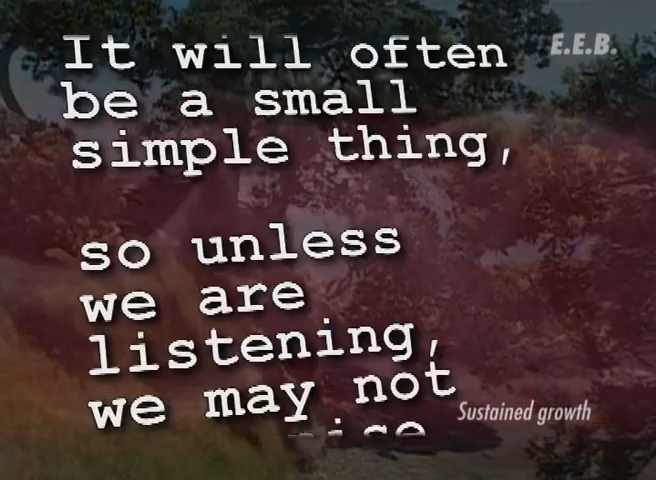 It will often
E.E.B.
be a small
simple thing,
so unless
we are
listening,
we may not
Sustained growth